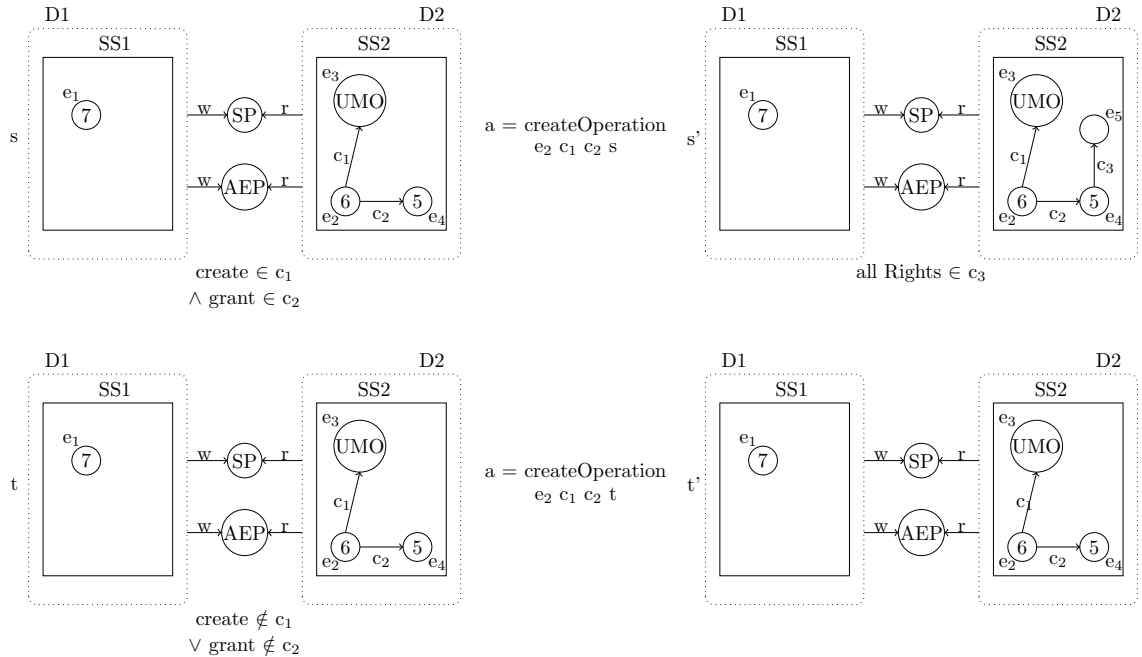 D1 D2 D1 D2
SS1 SS2 SS1 SS2
e₁ 7 w SP r e₃ UMO e₁ 7 w SP r e₃ UMO e₅
s a = createOperation s'
e₂ c₁ c₂ s
w AEP r c₁ w AEP r c₁ c₃
e₂ 6 c₂ 5 e₄ e₂ 6 c₂ 5 e₄
create ∈ c₁ all Rights ∈ c₃
∧ grant ∈ c₂
D1 D2 D1 D2
SS1 SS2 SS1 SS2
e₁ 7 w SP r e₃ UMO e₁ 7 w SP r e₃ UMO
t a = createOperation t'
e₂ c₁ c₂ t
w AEP r c₁ w AEP r c₁
e₂ 6 c₂ 5 e₄ e₂ 6 c₂ 5 e₄
create ∉ c₁
∨ grant ∉ c₂